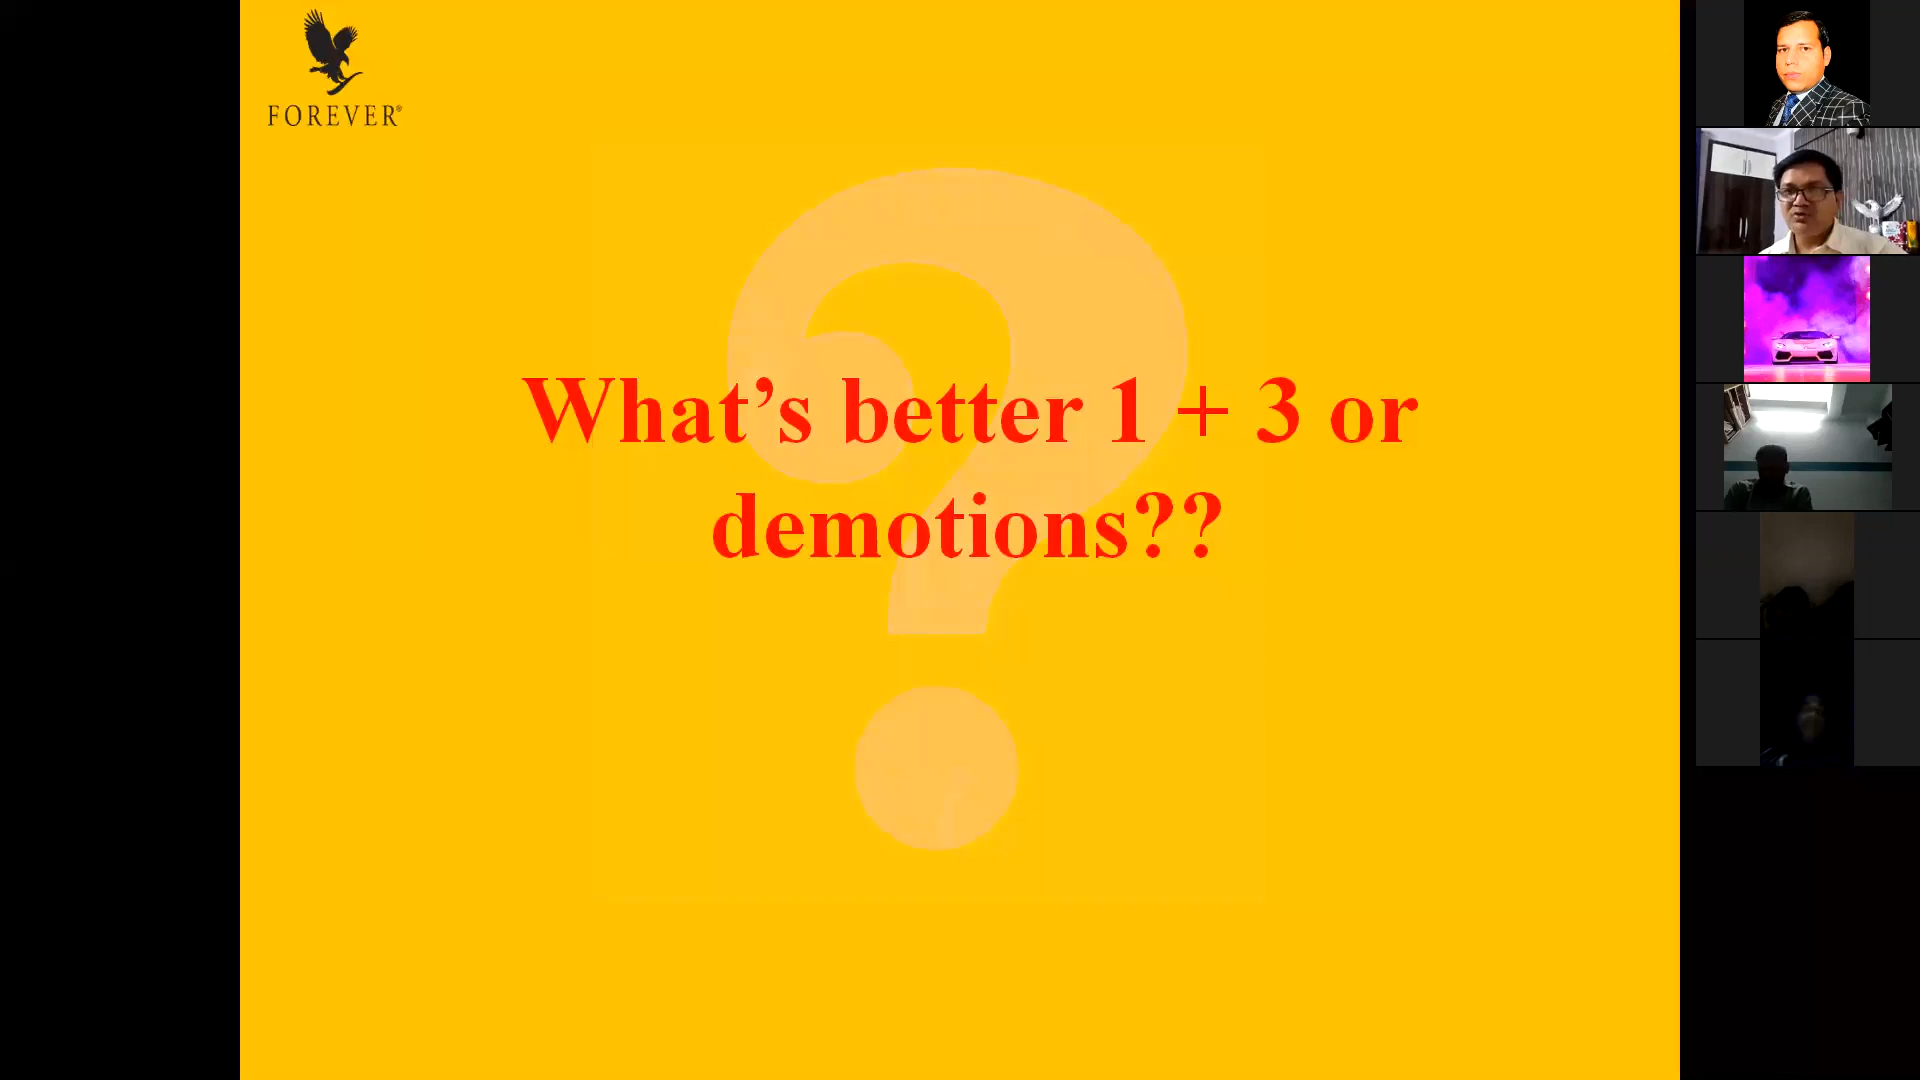 FOREVER®
What’s better 1 + 3 or
demotions??